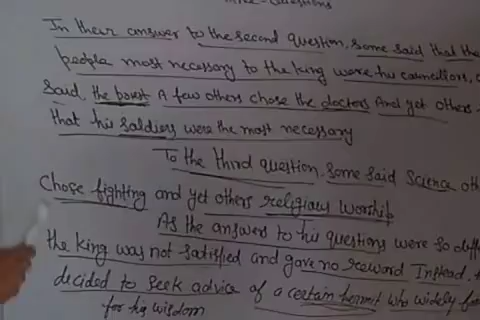 Questions
In their answer to the second question, some said that the
people most necessary to the king were his councillors,
said, the  A few others chose the doctors And yet others
that his soldiers were the most necessary
To the third question, some said Science
Chose fighting and yet others religious worship
As the answers to his questions were so
the king was not satisfied and gave no reward Instead,
decided to seek advice of a certain hermit who widely
for his wisdom